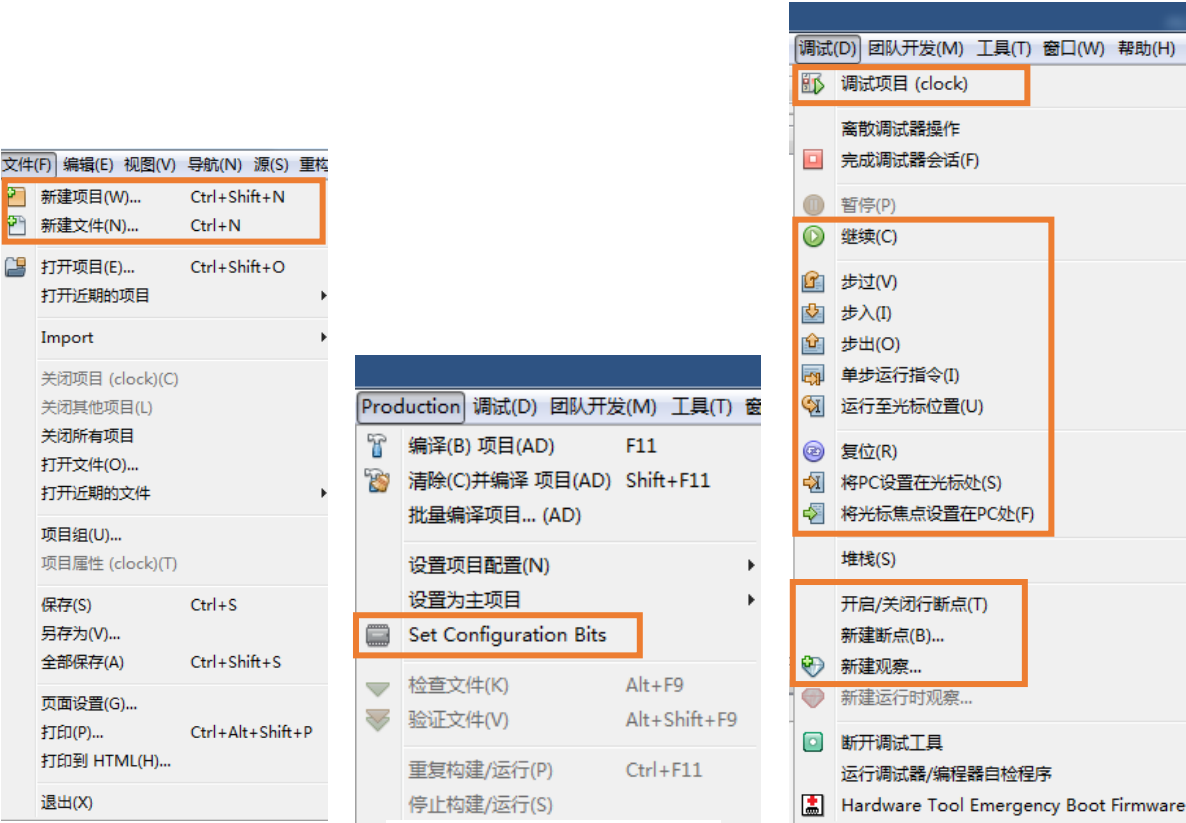 文件(F) 编辑(E) 视图(V) 导航(N) 源(S) 重构
新建项目(W)... Ctrl+Shift+N
新建文件(N)... Ctrl+N
打开项目(E)... Ctrl+Shift+O
打开近期的项目
Import
关闭项目 (clock)(C)
关闭其他项目(L)
关闭所有项目
打开文件(O)...
打开近期的文件
项目组(U)...
项目属性 (clock)(T)
保存(S) Ctrl+S
另存为(V)...
全部保存(A) Ctrl+Shift+S
页面设置(G)...
打印(P)... Ctrl+Alt+Shift+P
打印到 HTML(H)...
退出(X)
Production 调试(D) 团队开发(M) 工具(T) 窗
编译(B) 项目(AD) F11
清除(C)并编译 项目(AD) Shift+F11
批量编译项目... (AD)
设置项目配置(N)
设置为主项目
Set Configuration Bits
检查文件(K) Alt+F9
验证文件(V) Alt+Shift+F9
重复构建/运行(P) Ctrl+F11
停止构建/运行(S)
调试(D) 团队开发(M) 工具(T) 窗口(W) 帮助(H)
调试项目 (clock)
离散调试器操作
完成调试器会话(F)
暂停(P)
继续(C)
步过(V)
步入(I)
步出(O)
单步运行指令(I)
运行至光标位置(U)
复位(R)
将PC设置在光标处(S)
将光标焦点设置在PC处(F)
堆栈(S)
开启/关闭行断点(T)
新建断点(B)...
新建观察...
新建运行时观察...
断开调试工具
运行调试器/编程器自检程序
Hardware Tool Emergency Boot Firmware